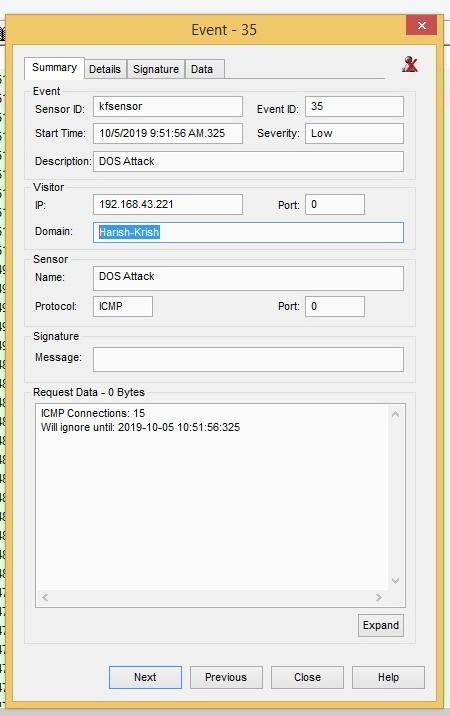 Event - 35
Summary Details Signature Data
Event
Sensor ID: kfsensor Event ID: 35
Start Time: 10/5/2019 9:51:56 AM.325 Severity: Low
Description: DOS Attack
Visitor
IP: 192.168.43.221 Port: 0
Domain: Harish-Krish
Sensor
Name: DOS Attack
Protocol: ICMP Port: 0
Signature
Message:
Request Data - 0 Bytes
ICMP Connections: 15
Will ignore until: 2019-10-05 10:51:56:325
Expand
Next Previous Close Help